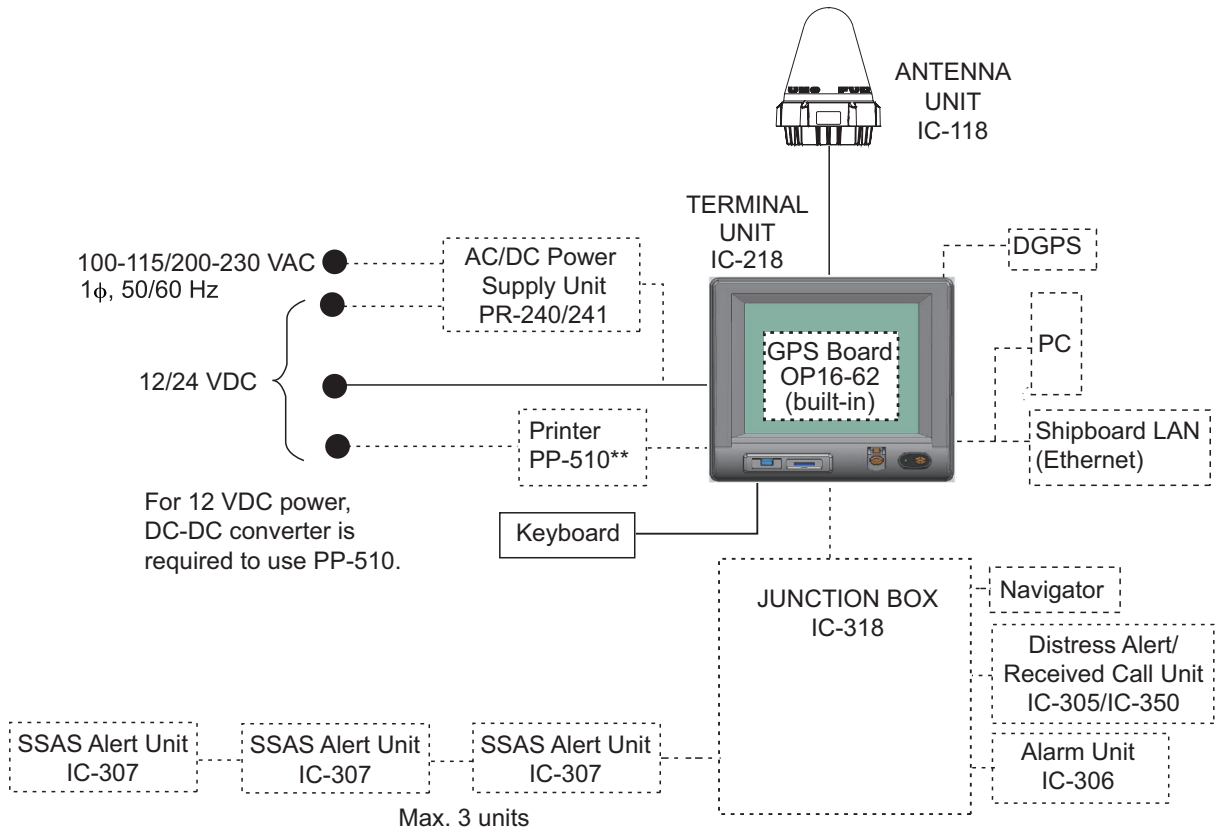 ANTENNA
UNIT
IC-118
TERMINAL
UNIT
IC-218
DGPS
100-115/200-230 VAC
1ϕ, 50/60 Hz
AC/DC Power
Supply Unit
PR-240/241
GPS Board
OP16-62
(built-in)
PC
12/24 VDC
Printer
PP-510**
Shipboard LAN
(Ethernet)
For 12 VDC power,
DC-DC converter is
required to use PP-510.
Keyboard
JUNCTION BOX
IC-318
Navigator
Distress Alert/
Received Call Unit
IC-305/IC-350
SSAS Alert Unit
IC-307
SSAS Alert Unit
IC-307
SSAS Alert Unit
IC-307
Alarm Unit
IC-306
Max. 3 units